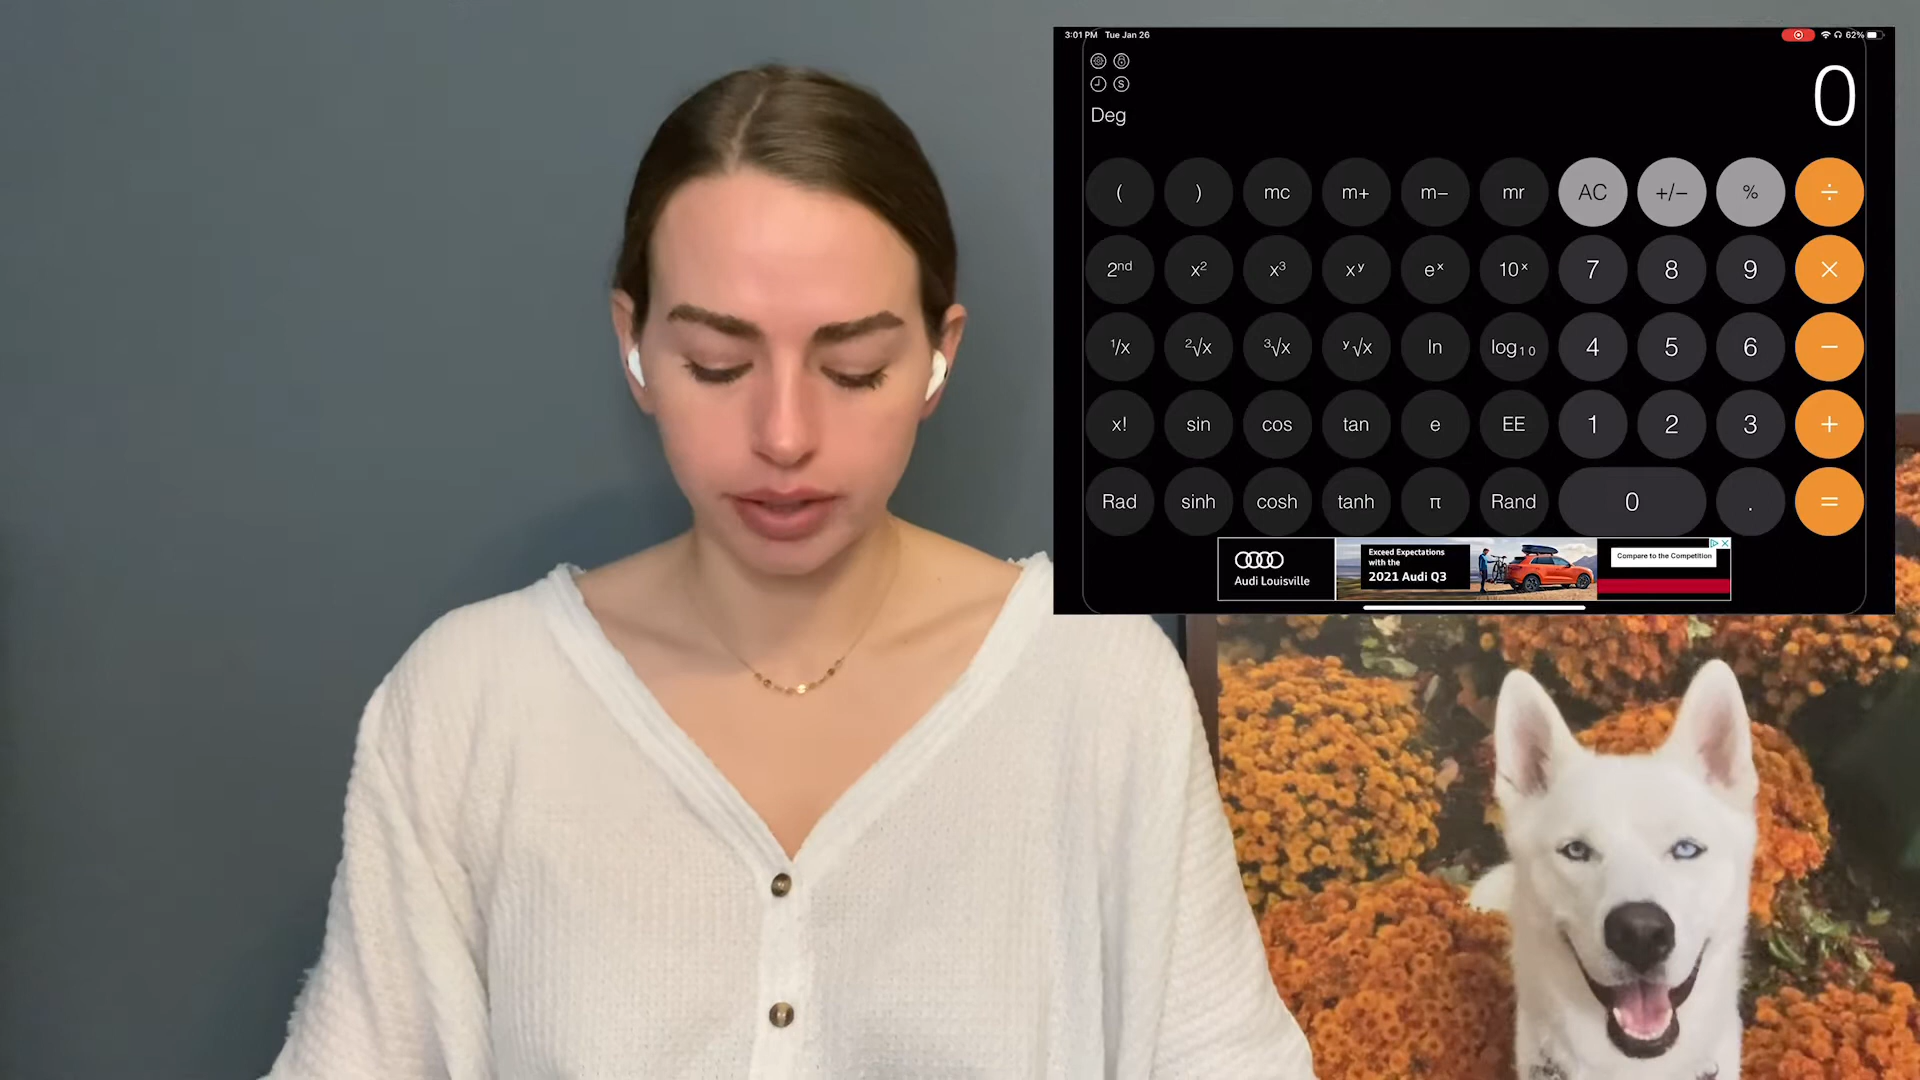 3:01 PM Tue Jan 26
62%
S
Deg
0
( ) mc m+ m− mr AC +/− % ÷
2ⁿᵈ x² x³ xʸ eˣ 10ˣ 7 8 9 ×
¹/x ²√x ³√x ʸ√x ln log₁₀ 4 5 6 −
x! sin cos tan e EE 1 2 3 +
Rad sinh cosh tanh π Rand 0 . =
Audi Louisville
Exceed Expectations
with the
2021 Audi Q3
Compare to the Competition